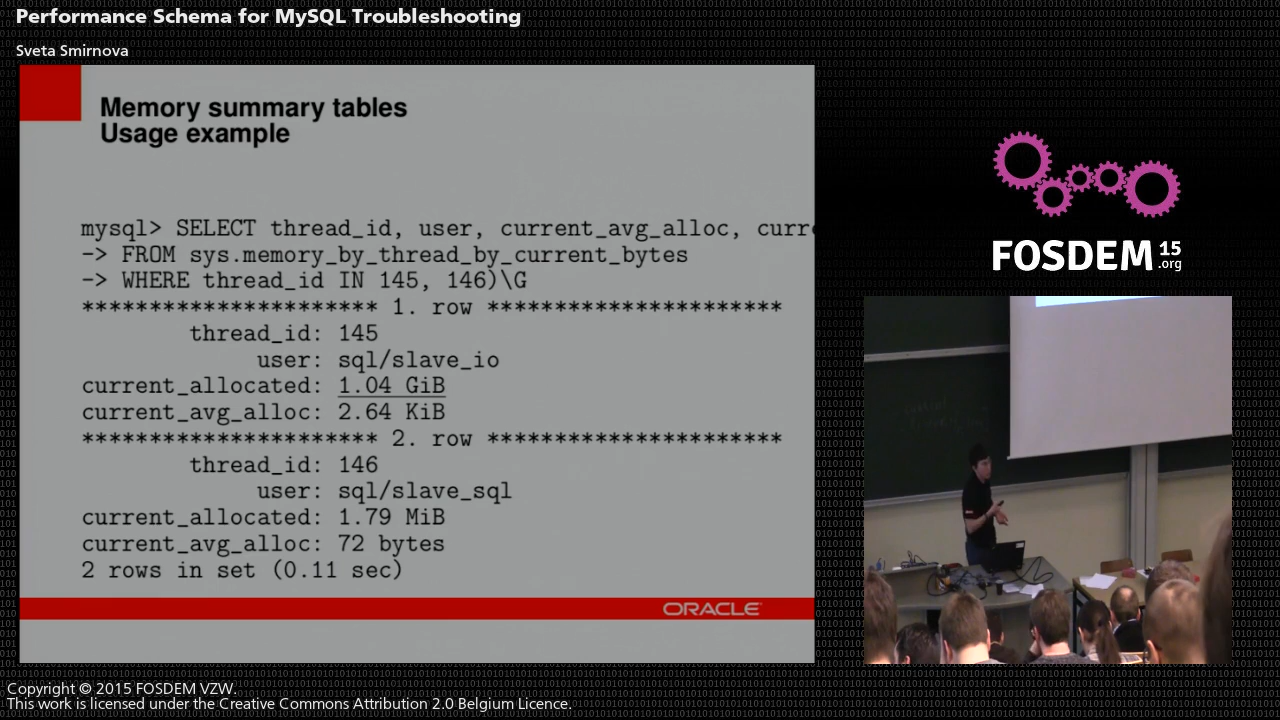 Performance Schema for MySQL Troubleshooting
Sveta Smirnova
Memory summary tables
Usage example
mysql> SELECT thread_id, user, current_avg_alloc, curre
-> FROM sys.memory_by_thread_by_current_bytes
-> WHERE thread_id IN 145, 146)\G
********************** 1. row **********************
thread_id: 145
user: sql/slave_io
current_allocated: 1.04 GiB
current_avg_alloc: 2.64 KiB
********************** 2. row **********************
thread_id: 146
user: sql/slave_sql
current_allocated: 1.79 MiB
current_avg_alloc: 72 bytes
2 rows in set (0.11 sec)
ORACLE
FOSDEM 15
.org
Copyright © 2015 FOSDEM VZW.
This work is licensed under the Creative Commons Attribution 2.0 Belgium Licence.